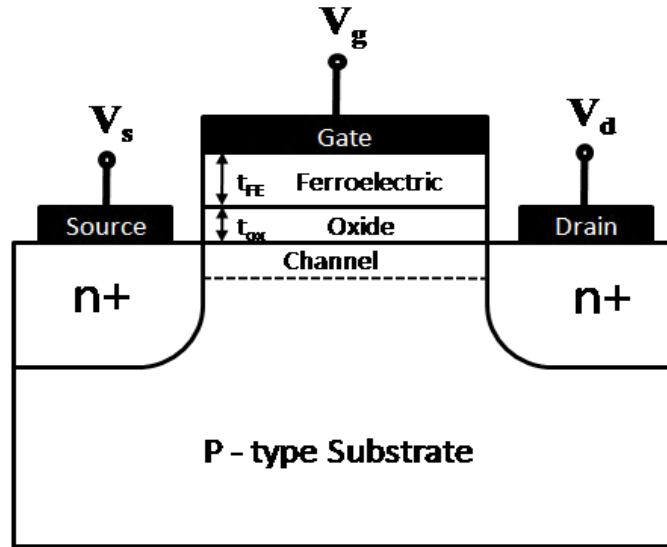 Vg
Vs
Vd
Gate
tFE Ferroelectric
Source
tox Oxide
Drain
Channel
n+
n+
P - type Substrate